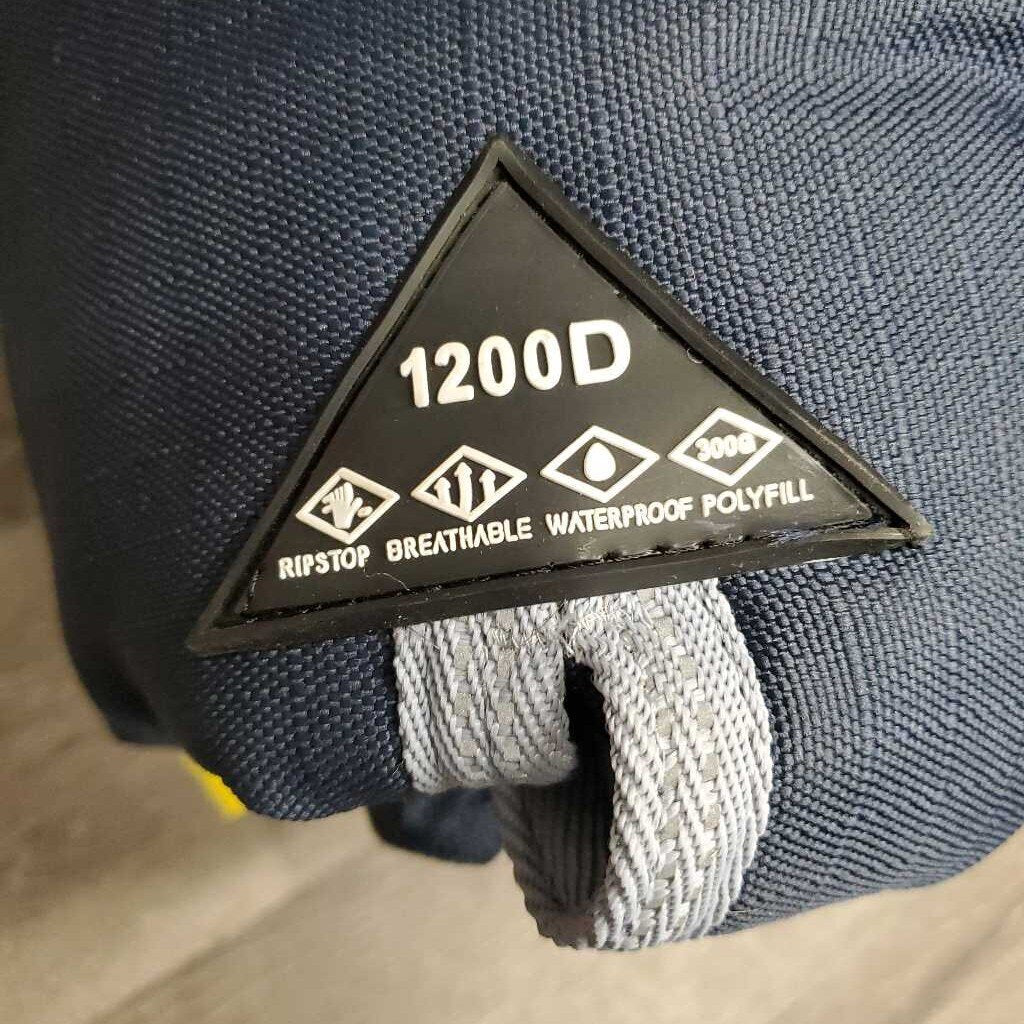 1200D
300G
RIPSTOP BREATHABLE WATERPROOF POLYFILL